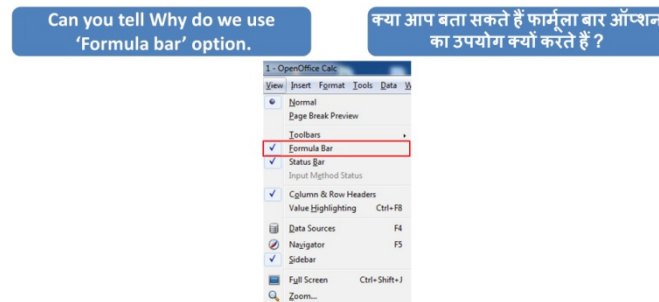 Can you tell Why do we use
‘Formula bar’ option.
क्या आप बता सकते हैं फार्मूला बार ऑप्शन
का उपयोग क्यों करते हैं ?
1 - OpenOffice Calc
View Insert Format Tools Data W
Normal
Page Break Preview
Toolbars
Formula Bar
Status Bar
Input Method Status
Column & Row Headers
Value Highlighting Ctrl+F8
Data Sources F4
Navigator F5
Sidebar
Full Screen Ctrl+Shift+J
Zoom...